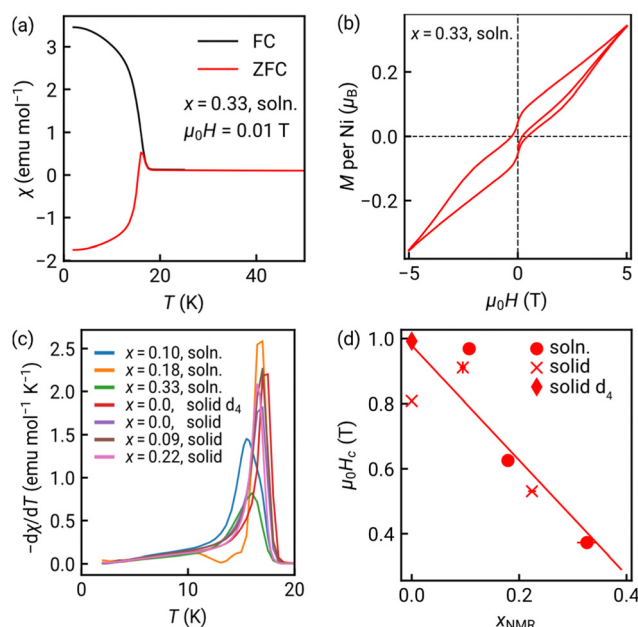 (a)
FC
ZFC
x = 0.33, soln.
μ₀H = 0.01 T
3
2
1
0
−1
−2
χ (emu mol⁻¹)
0
20
40
T (K)
(b)
x = 0.33, soln.
0.2
0.0
−0.2
M per Ni (μB)
−5
0
5
μ₀H (T)
(c)
x = 0.10, soln.
x = 0.18, soln.
x = 0.33, soln.
x = 0.0, solid d₄
x = 0.0, solid
x = 0.09, solid
x = 0.22, solid
2.5
2.0
1.5
1.0
0.5
0.0
−dχ/dT (emu mol⁻¹ K⁻¹)
0
5
10
15
20
T (K)
(d)
soln.
solid
solid d₄
1.0
0.8
0.6
0.4
μ₀Hc (T)
0.0
0.2
0.4
xNMR